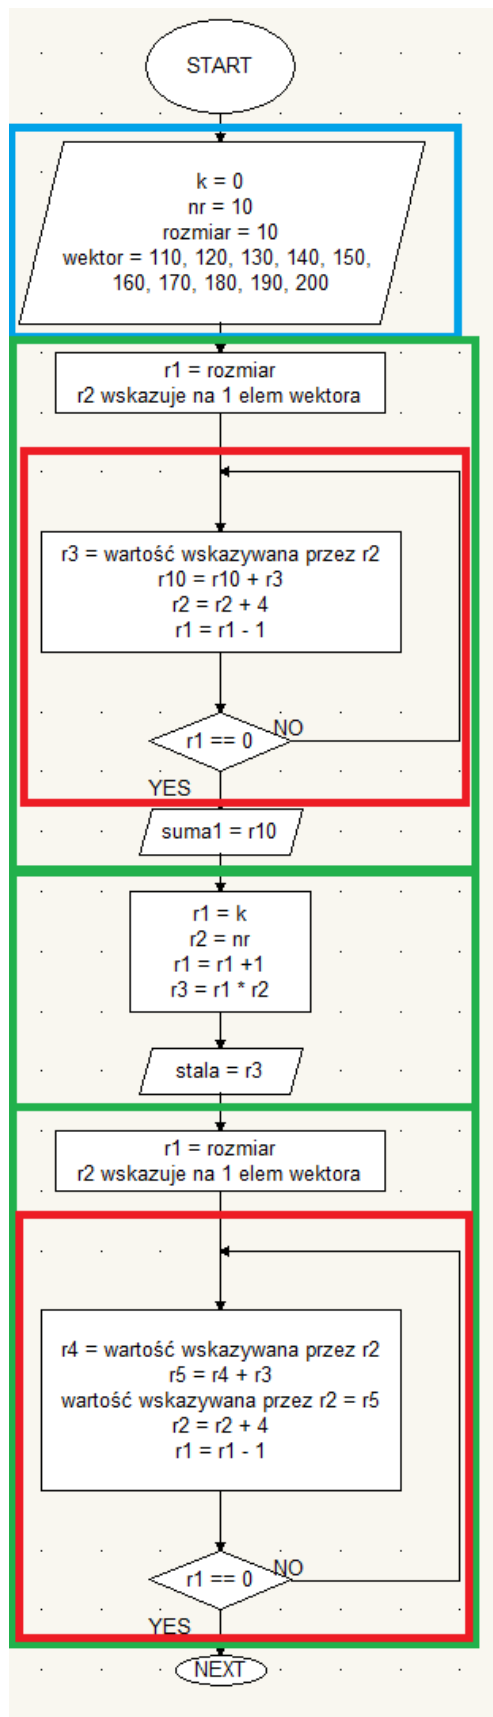 START
k = 0
nr = 10
rozmiar = 10
wektor = 110, 120, 130, 140, 150,
160, 170, 180, 190, 200
r1 = rozmiar
r2 wskazuje na 1 elem wektora
r3 = wartość wskazywana przez r2
r10 = r10 + r3
r2 = r2 + 4
r1 = r1 - 1
NO
r1 == 0
YES
suma1 = r10
r1 = k
r2 = nr
r1 = r1 +1
r3 = r1 * r2
stala = r3
r1 = rozmiar
r2 wskazuje na 1 elem wektora
r4 = wartość wskazywana przez r2
r5 = r4 + r3
wartość wskazywana przez r2 = r5
r2 = r2 + 4
r1 = r1 - 1
NO
r1 == 0
YES
NEXT